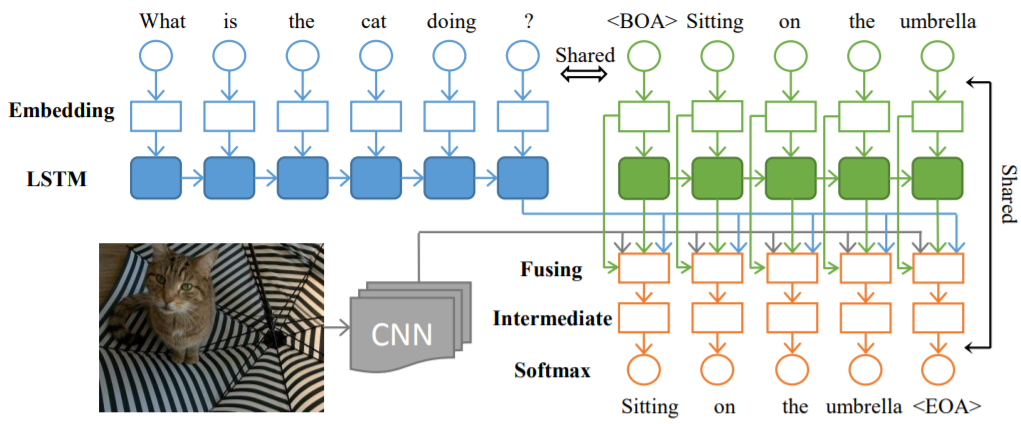 What is the cat doing ? <BOA> Sitting on the umbrella
Shared
Embedding
LSTM
Shared
Fusing
CNN
Intermediate
Softmax
Sitting on the umbrella <EOA>